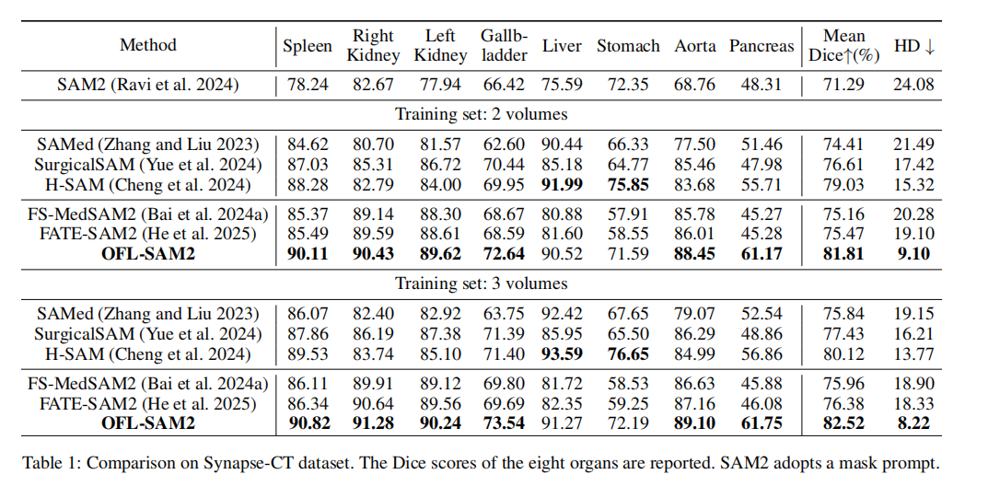 Method Spleen Right Kidney Left Kidney Gallb-ladder Liver Stomach Aorta Pancreas Mean Dice↑(%) HD ↓
SAM2 (Ravi et al. 2024) 78.24 82.67 77.94 66.42 75.59 72.35 68.76 48.31 71.29 24.08
Training set: 2 volumes
SAMed (Zhang and Liu 2023) 84.62 80.70 81.57 62.60 90.44 66.33 77.50 51.46 74.41 21.49
SurgicalSAM (Yue et al. 2024) 87.03 85.31 86.72 70.44 85.18 64.77 85.46 47.98 76.61 17.42
H-SAM (Cheng et al. 2024) 88.28 82.79 84.00 69.95 91.99 75.85 83.68 55.71 79.03 15.32
FS-MedSAM2 (Bai et al. 2024a) 85.37 89.14 88.30 68.67 80.88 57.91 85.78 45.27 75.16 20.28
FATE-SAM2 (He et al. 2025) 85.49 89.59 88.61 68.59 81.60 58.55 86.01 45.28 75.47 19.10
OFL-SAM2 90.11 90.43 89.62 72.64 90.52 71.59 88.45 61.17 81.81 9.10
Training set: 3 volumes
SAMed (Zhang and Liu 2023) 86.07 82.40 82.92 63.75 92.42 67.65 79.07 52.54 75.84 19.15
SurgicalSAM (Yue et al. 2024) 87.86 86.19 87.38 71.39 85.95 65.50 86.29 48.86 77.43 16.21
H-SAM (Cheng et al. 2024) 89.53 83.74 85.10 71.40 93.59 76.65 84.99 56.86 80.12 13.77
FS-MedSAM2 (Bai et al. 2024a) 86.11 89.91 89.12 69.80 81.72 58.53 86.63 45.88 75.96 18.90
FATE-SAM2 (He et al. 2025) 86.34 90.64 89.56 69.69 82.35 59.25 87.16 46.08 76.38 18.33
OFL-SAM2 90.82 91.28 90.24 73.54 91.27 72.19 89.10 61.75 82.52 8.22
Table 1: Comparison on Synapse-CT dataset. The Dice scores of the eight organs are reported. SAM2 adopts a mask prompt.